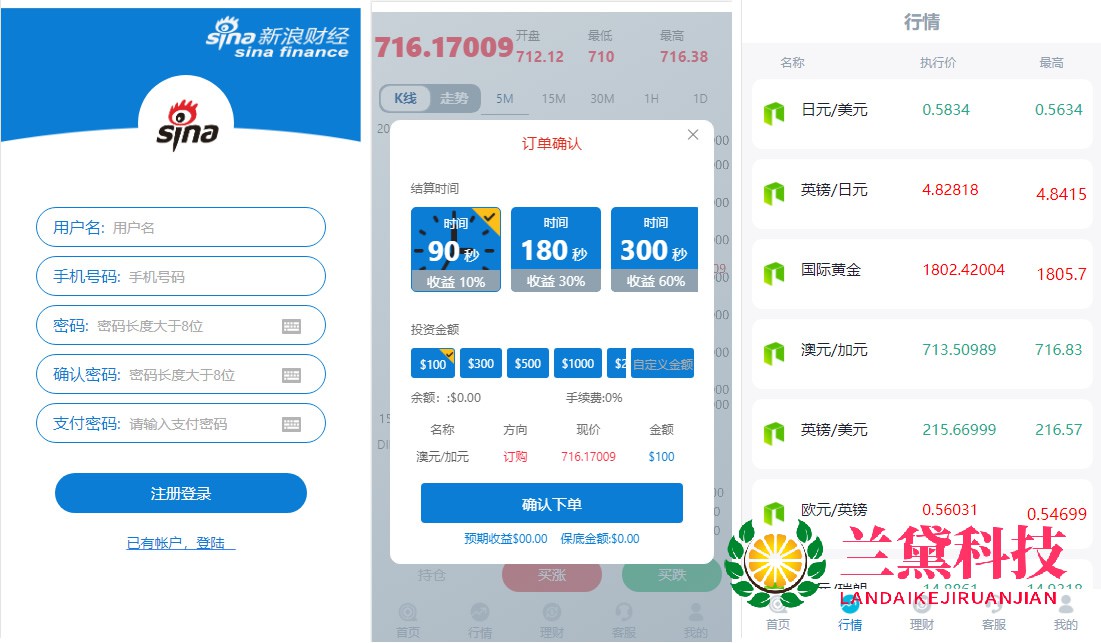 sina新浪财经
sina finance
sina
用户名: 用户名
手机号码: 手机号码
密码: 密码长度大于8位
确认密码: 密码长度大于8位
支付密码: 请输入支付密码
注册登录
已有帐户，登陆
716.17009
开盘
712.12
最低
710
最高
716.38
K线 走势 5M 15M 30M 1H 1D
订单确认
结算时间
时间
90 秒
收益 10%
时间
180 秒
收益 30%
时间
300 秒
收益 60%
投资金额
$100 $300 $500 $1000 自定义金额
余额：:$0.00 手续费:0%
名称 方向 现价 金额
澳元/加元 订购 716.17009 $100
确认下单
预期收益$00.00 保底金额:$0.00
持仓 买涨 买跌
首页 行情 理财 客服 我的
行情
名称 执行价 最高
日元/美元 0.5834 0.5634
英镑/日元 4.82818 4.8415
国际黄金 1802.42004 1805.7
澳元/加元 713.50989 716.83
英镑/美元 215.66999 216.57
欧元/英镑 0.56031 0.54699
兰黛科技
LANDAIKEJIRUANJIAN
首页 行情 理财 客服 我的